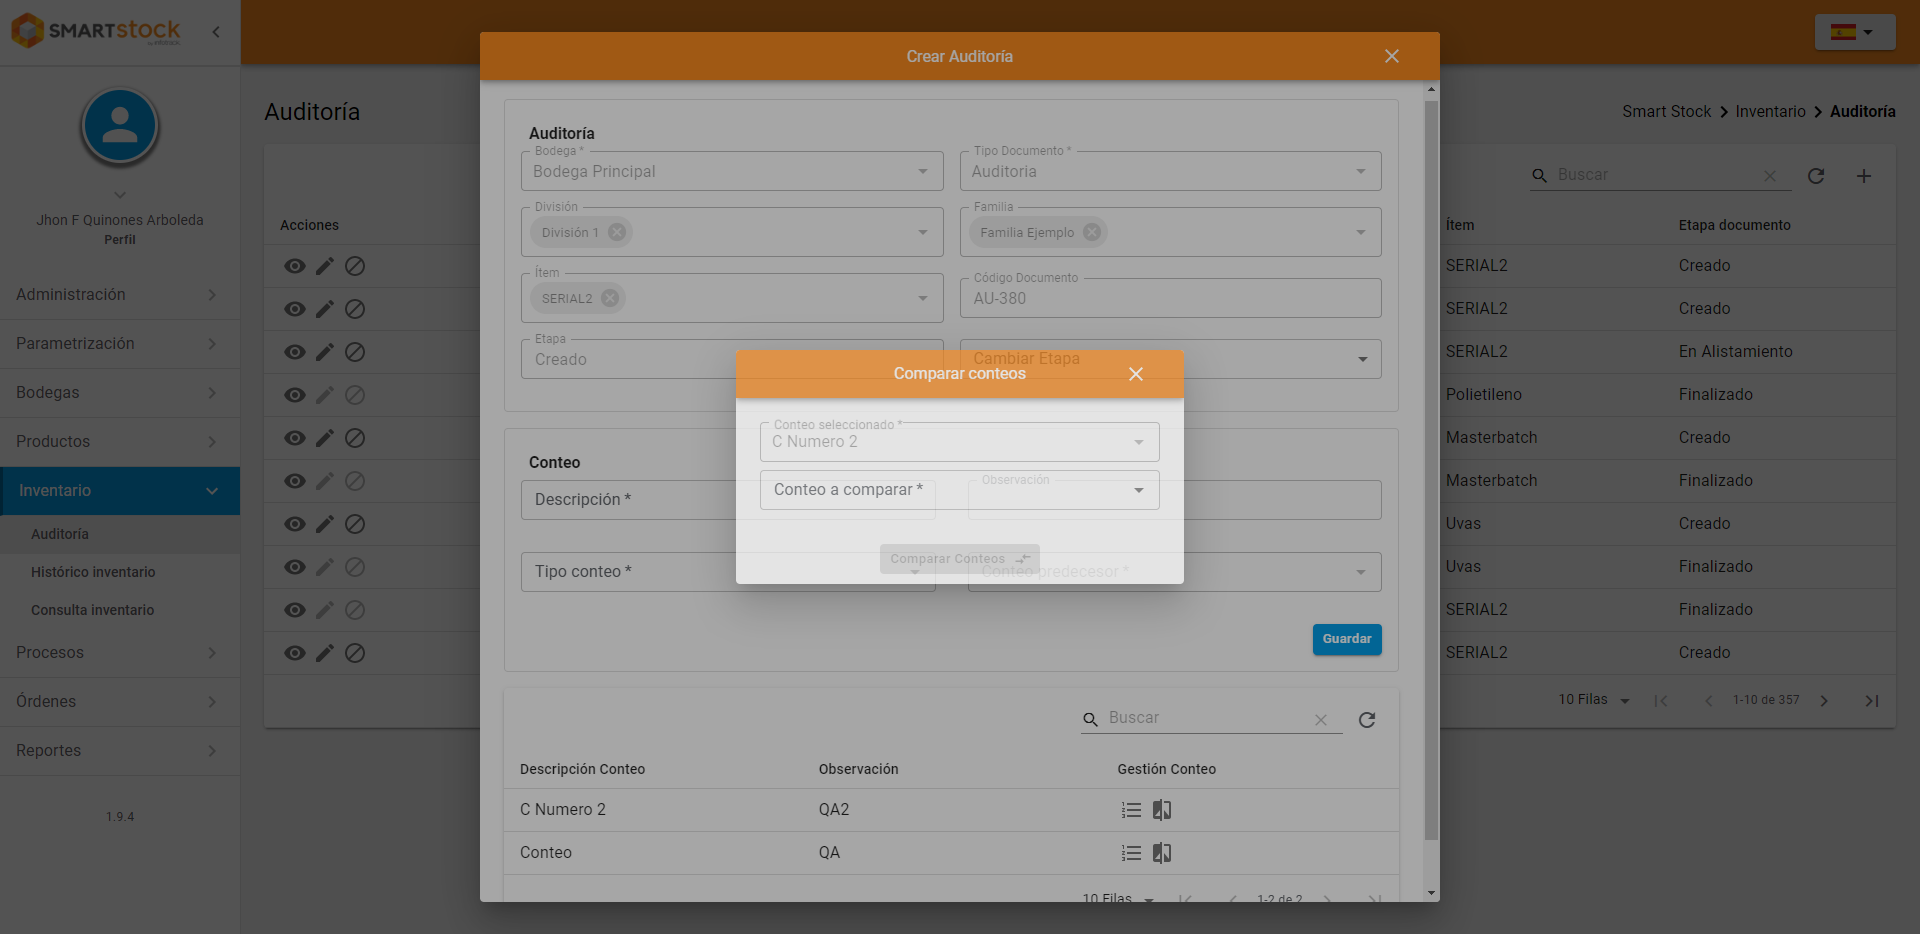 SMARTstock
Jhon F Quinones Arboleda
Perfil
Administración
Parametrización
Bodegas
Productos
Inventario
Auditoría
Histórico inventario
Consulta inventario
Procesos
Órdenes
Reportes
1.9.4
Auditoría
Smart Stock
Inventario
Auditoría
Buscar
Acciones
Ítem
Etapa documento
SERIAL2
Creado
SERIAL2
Creado
SERIAL2
En Alistamiento
Polietileno
Finalizado
Masterbatch
Creado
Masterbatch
Finalizado
Uvas
Creado
Uvas
Finalizado
SERIAL2
Finalizado
SERIAL2
Creado
10 Filas
1-10 de 357
Crear Auditoría
Auditoría
Bodega *
Bodega Principal
Tipo Documento *
Auditoria
División
División 1
Familia
Familia Ejemplo
Ítem
SERIAL2
Código Documento
AU-380
Etapa
Creado
Cambiar Etapa
Conteo
Descripción *
Observación
Tipo conteo *
Conteo predecesor *
Guardar
Comparar conteos
Conteo seleccionado *
C Numero 2
Conteo a comparar *
Comparar Conteos
Buscar
Descripción Conteo
Observación
Gestión Conteo
C Numero 2
QA2
Conteo
QA
10 Filas
1-2 de 2